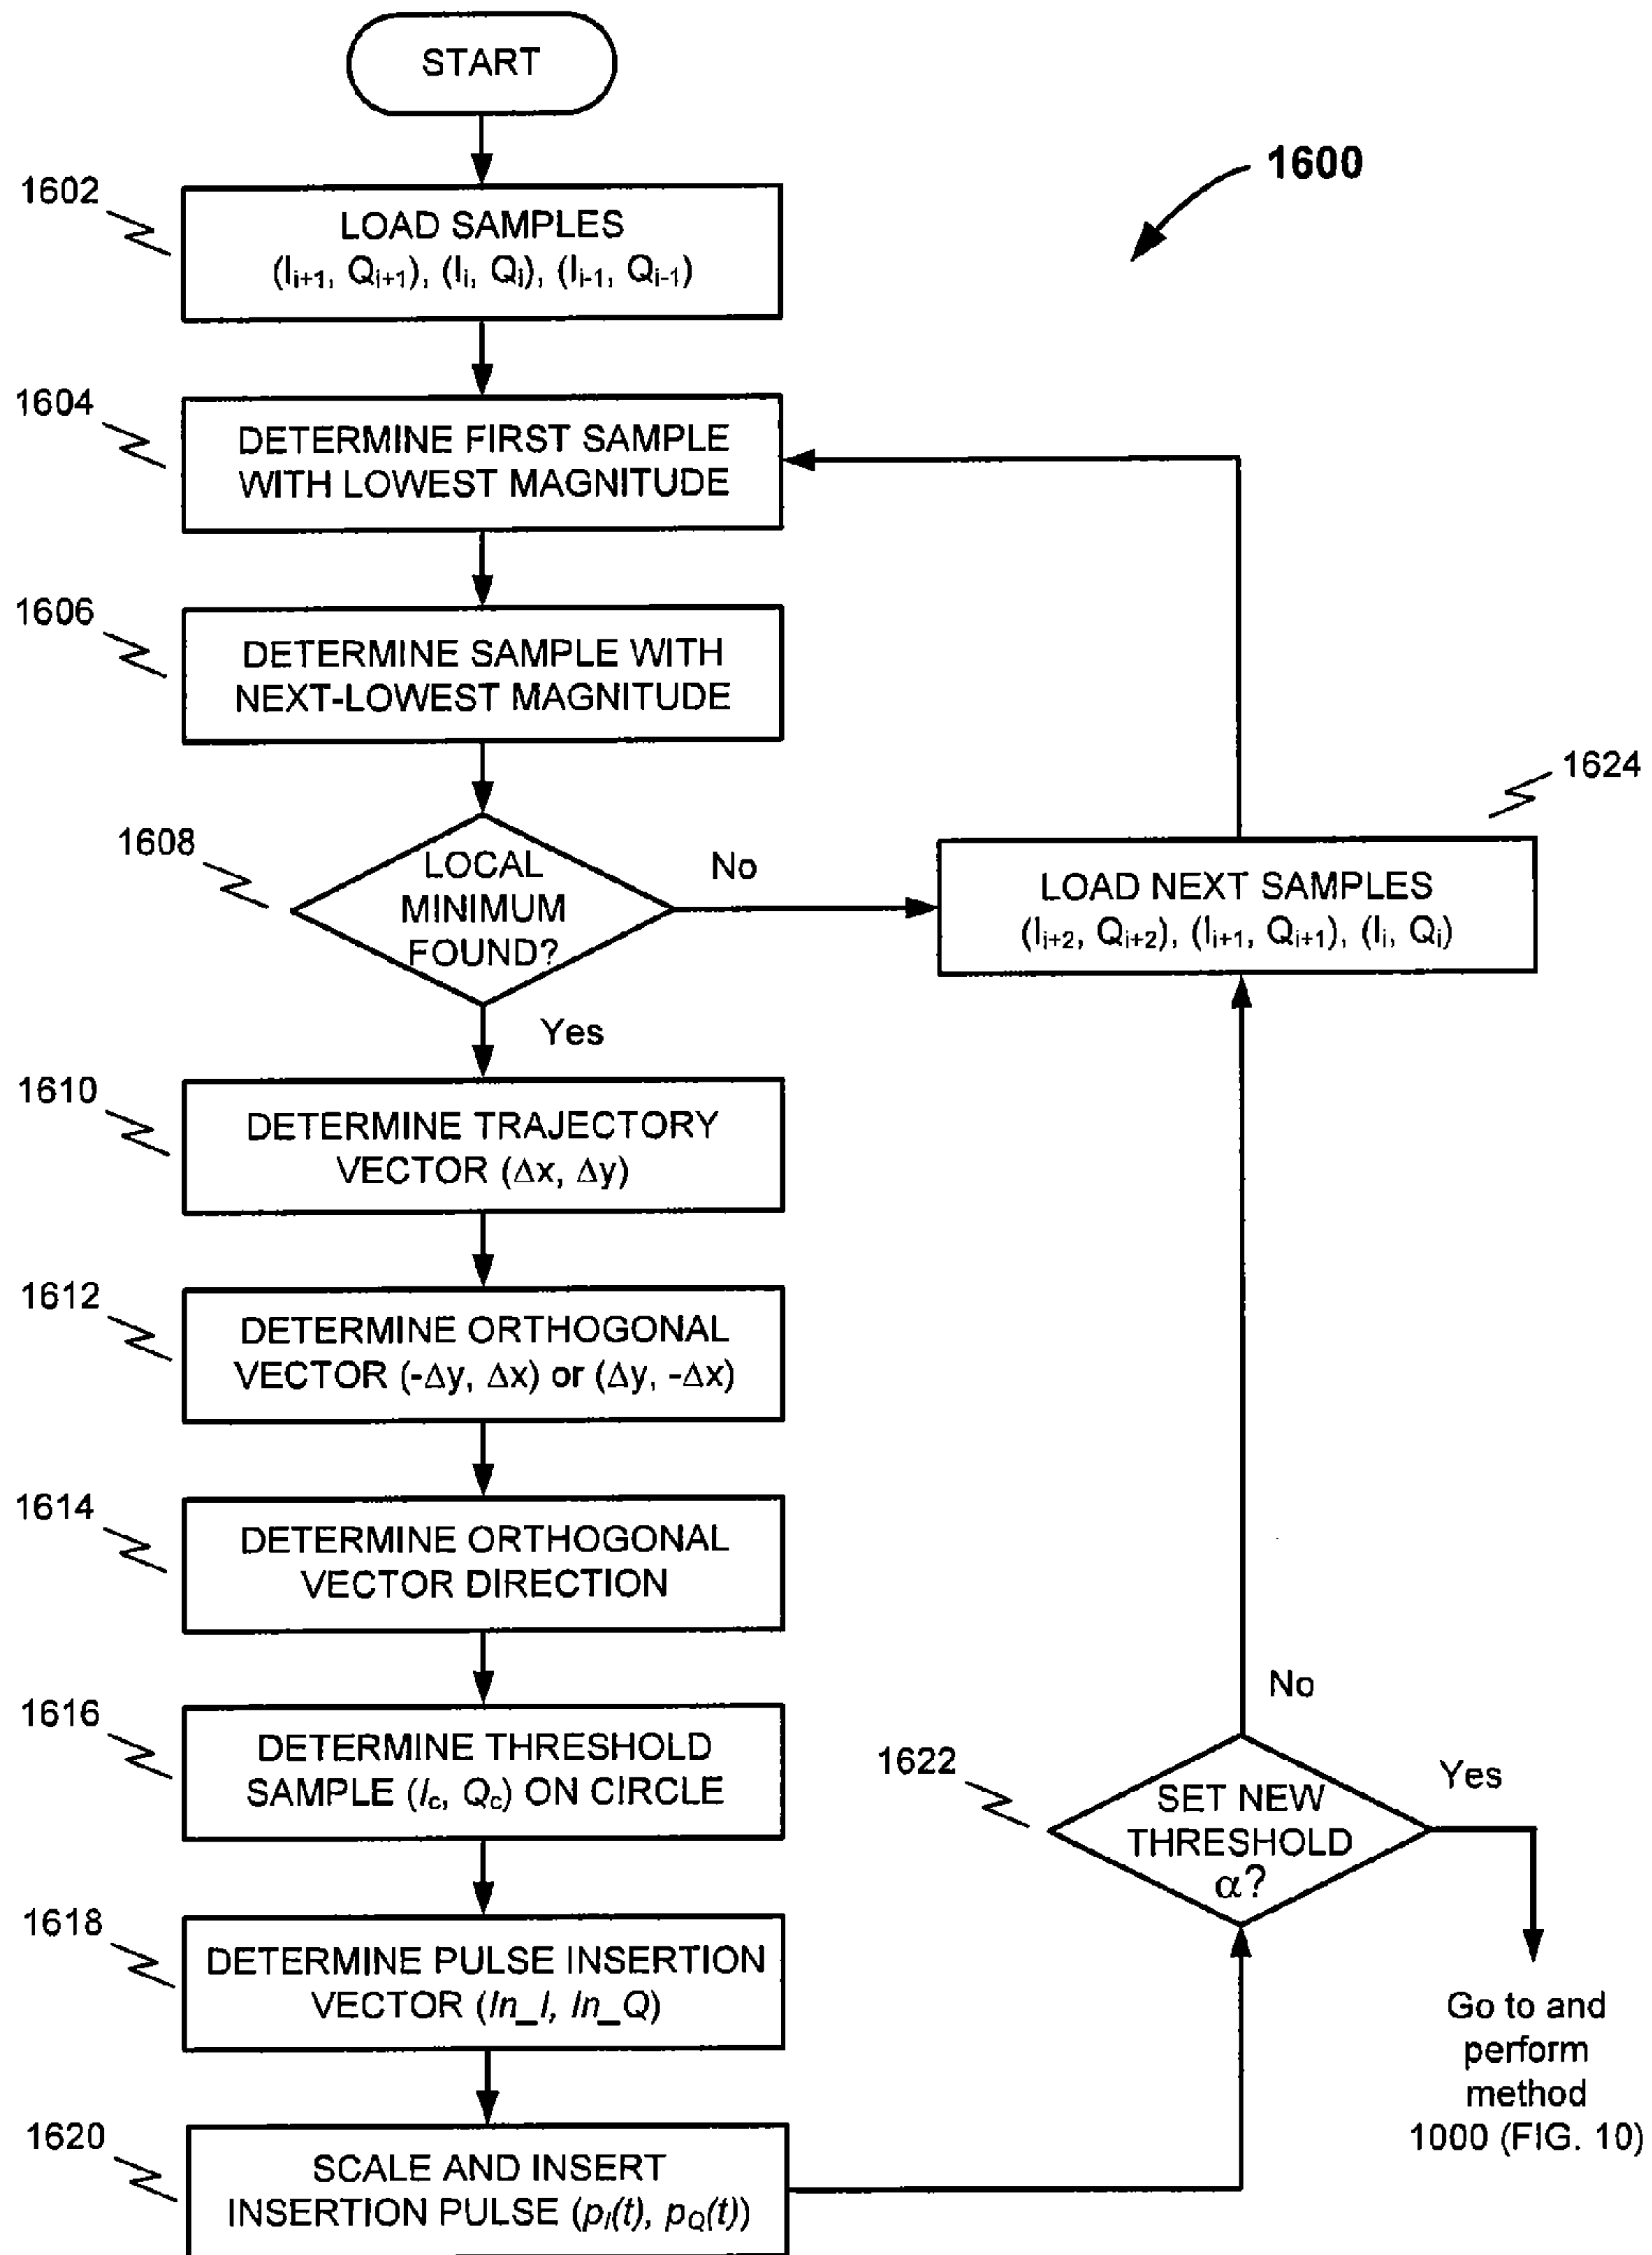 START
1600
1602
LOAD SAMPLES
(Iᵢ₊₁, Qᵢ₊₁), (Iᵢ, Qᵢ), (Iᵢ₋₁, Qᵢ₋₁)
1604
DETERMINE FIRST SAMPLE
WITH LOWEST MAGNITUDE
1606
DETERMINE SAMPLE WITH
NEXT-LOWEST MAGNITUDE
1608
LOCAL
MINIMUM
FOUND?
No
Yes
1624
LOAD NEXT SAMPLES
(Iᵢ₊₂, Qᵢ₊₂), (Iᵢ₊₁, Qᵢ₊₁), (Iᵢ, Qᵢ)
1610
DETERMINE TRAJECTORY
VECTOR (Δx, Δy)
1612
DETERMINE ORTHOGONAL
VECTOR (-Δy, Δx) or (Δy, -Δx)
1614
DETERMINE ORTHOGONAL
VECTOR DIRECTION
1616
DETERMINE THRESHOLD
SAMPLE (I_c, Q_c) ON CIRCLE
1618
DETERMINE PULSE INSERTION
VECTOR (In_I, In_Q)
1620
SCALE AND INSERT
INSERTION PULSE (p_I(t), p_Q(t))
1622
SET NEW
THRESHOLD
α?
No
Yes
Go to and
perform
method
1000 (FIG. 10)